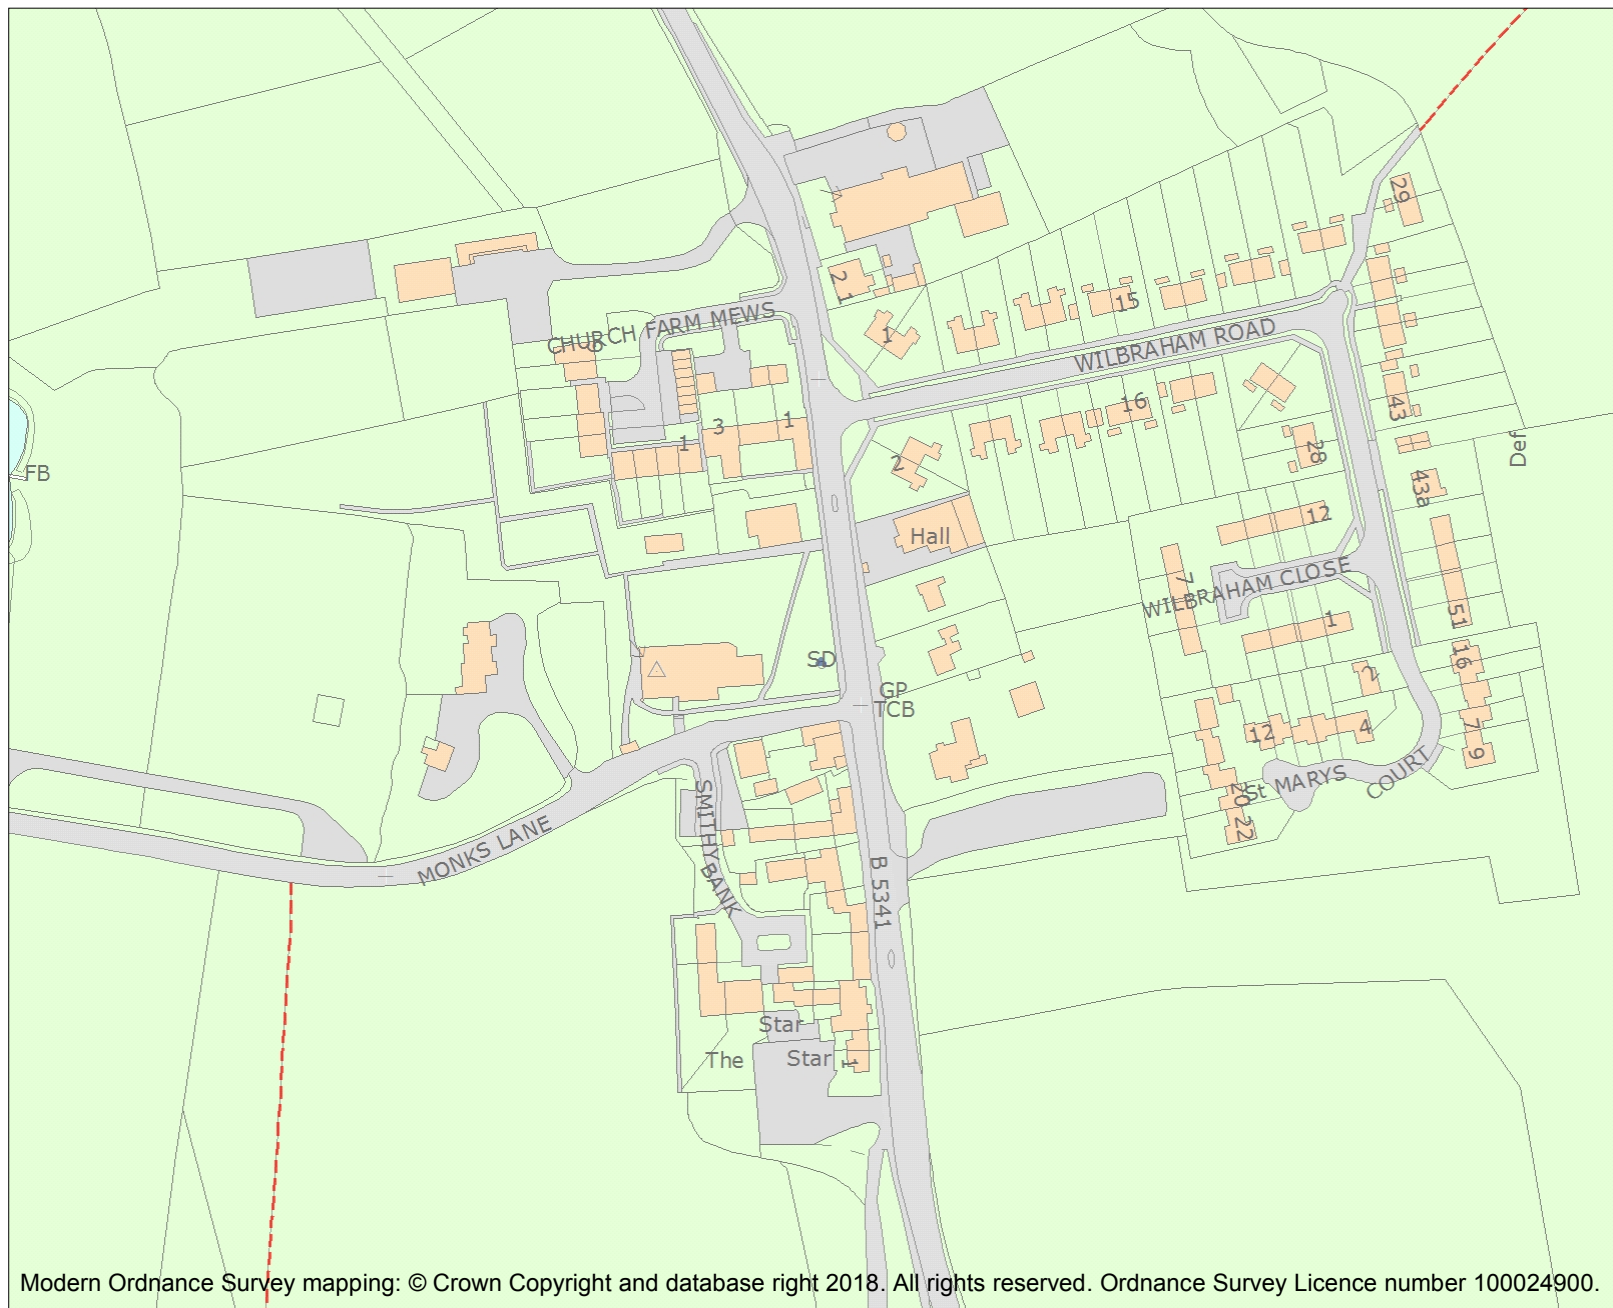 29
21
CHURCH FARM MEWS
6
1
15
WILBRAHAM ROAD
16
43
1
3
1
2
28
Def
FB
43a
12
Hall
7
WILBRAHAM CLOSE
51
1
SD
16
2
GP
TCB
12
4
7
9
St MARYS COURT
20
22
SMITHY BANK
MONKS LANE
B 5341
Star
The Star
1
Modern Ordnance Survey mapping: © Crown Copyright and database right 2018. All rights reserved. Ordnance Survey Licence number 100024900.